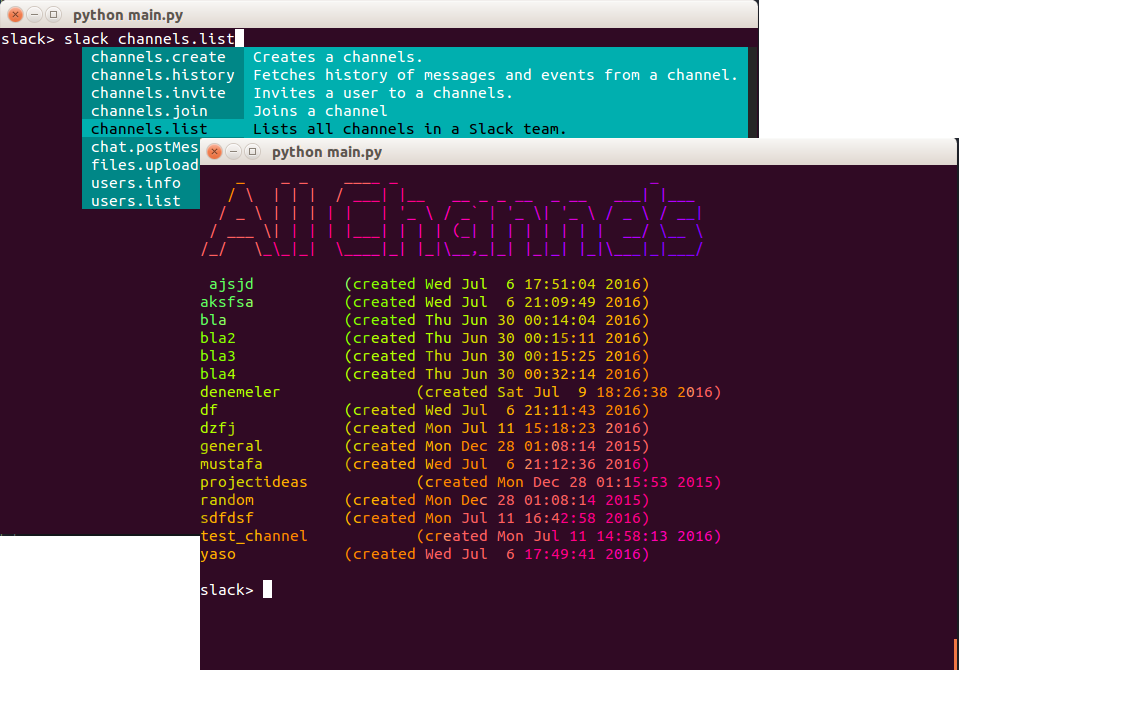 python main.py
slack> slack channels.list
channels.create   Creates a channels.
channels.history  Fetches history of messages and events from a channel.
channels.invite   Invites a user to a channels.
channels.join     Joins a channel
channels.list     Lists all channels in a Slack team.
chat.postMes
files.upload
users.info
users.list
python main.py
All Channels
ajsjd          (created Wed Jul  6 17:51:04 2016)
aksfsa          (created Wed Jul  6 21:09:49 2016)
bla             (created Thu Jun 30 00:14:04 2016)
bla2            (created Thu Jun 30 00:15:11 2016)
bla3            (created Thu Jun 30 00:15:25 2016)
bla4            (created Thu Jun 30 00:32:14 2016)
denemeler               (created Sat Jul  9 18:26:38 2016)
df              (created Wed Jul  6 21:11:43 2016)
dzfj            (created Mon Jul 11 15:18:23 2016)
general         (created Mon Dec 28 01:08:14 2015)
mustafa         (created Wed Jul  6 21:12:36 2016)
projectideas            (created Mon Dec 28 01:15:53 2015)
random          (created Mon Dec 28 01:08:14 2015)
sdfdsf          (created Mon Jul 11 16:42:58 2016)
test_channel            (created Mon Jul 11 14:58:13 2016)
yaso            (created Wed Jul  6 17:49:41 2016)
slack>